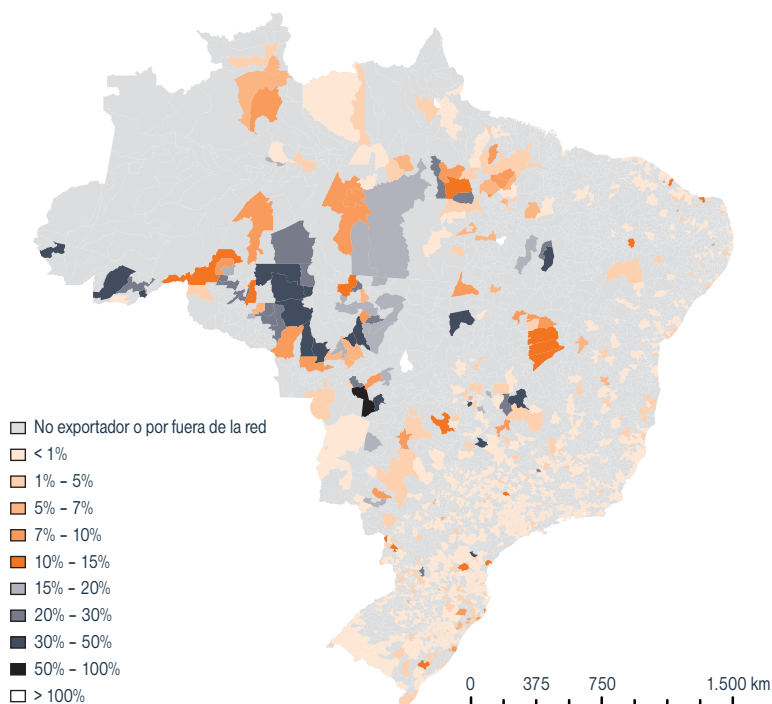 No exportador o por fuera de la red
< 1%
1% – 5%
5% – 7%
7% – 10%
10% – 15%
15% – 20%
20% – 30%
30% – 50%
50% – 100%
> 100%
0 375 750 1.500 km